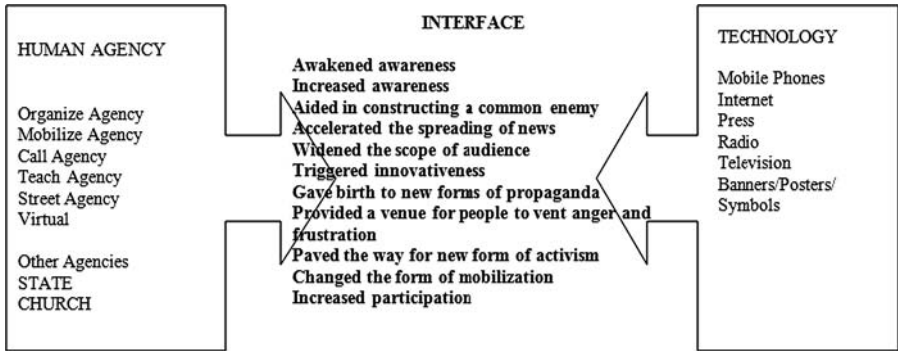 HUMAN AGENCY
Organize Agency
Mobilize Agency
Call Agency
Teach Agency
Street Agency
Virtual
Other Agencies
STATE
CHURCH
INTERFACE
Awakened awareness
Increased awareness
Aided in constructing a common enemy
Accelerated the spreading of news
Widened the scope of audience
Triggered innovativeness
Gave birth to new forms of propaganda
Provided a venue for people to vent anger and
frustration
Paved the way for new form of activism
Changed the form of mobilization
Increased participation
TECHNOLOGY
Mobile Phones
Internet
Press
Radio
Television
Banners/Posters/
Symbols